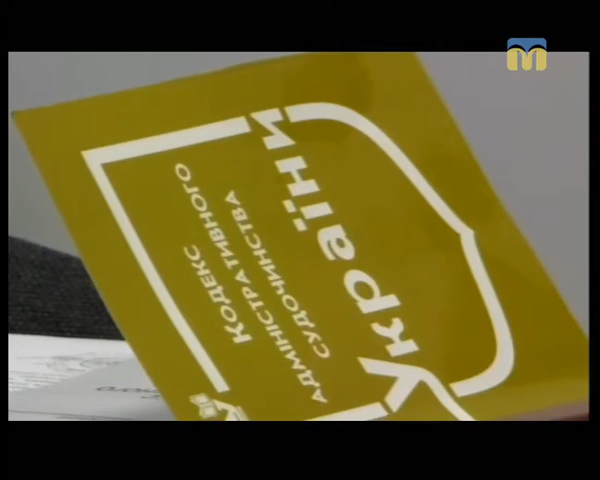 Кодекс
адміністративного
судочинства
України